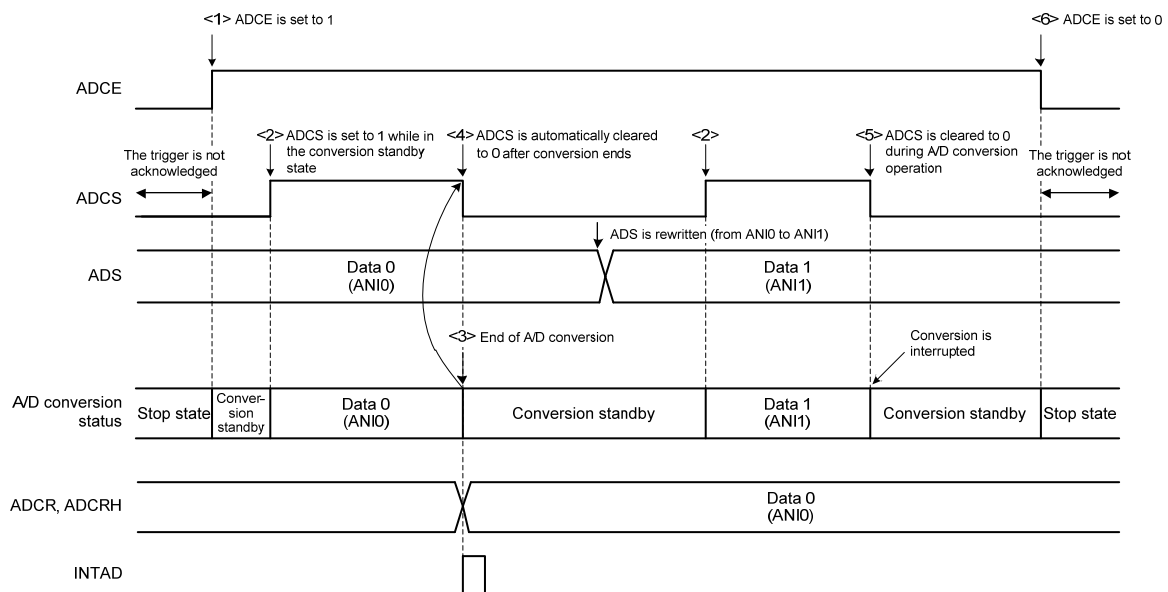 <1> ADCE is set to 1
<6> ADCE is set to 0
ADCE
The trigger is not
acknowledged
<2> ADCS is set to 1 while in
the conversion standby
state
<4> ADCS is automatically cleared
to 0 after conversion ends
<2>
<5> ADCS is cleared to 0
during A/D conversion
operation
The trigger is not
acknowledged
ADCS
ADS is rewritten (from ANI0 to ANI1)
ADS
Data 0
(ANI0)
Data 1
(ANI1)
<3> End of A/D conversion
Conversion is
interrupted
A/D conversion
status
Stop state
Conver-
sion
standby
Data 0
(ANI0)
Conversion standby
Data 1
(ANI1)
Conversion standby
Stop state
ADCR, ADCRH
Data 0
(ANI0)
INTAD